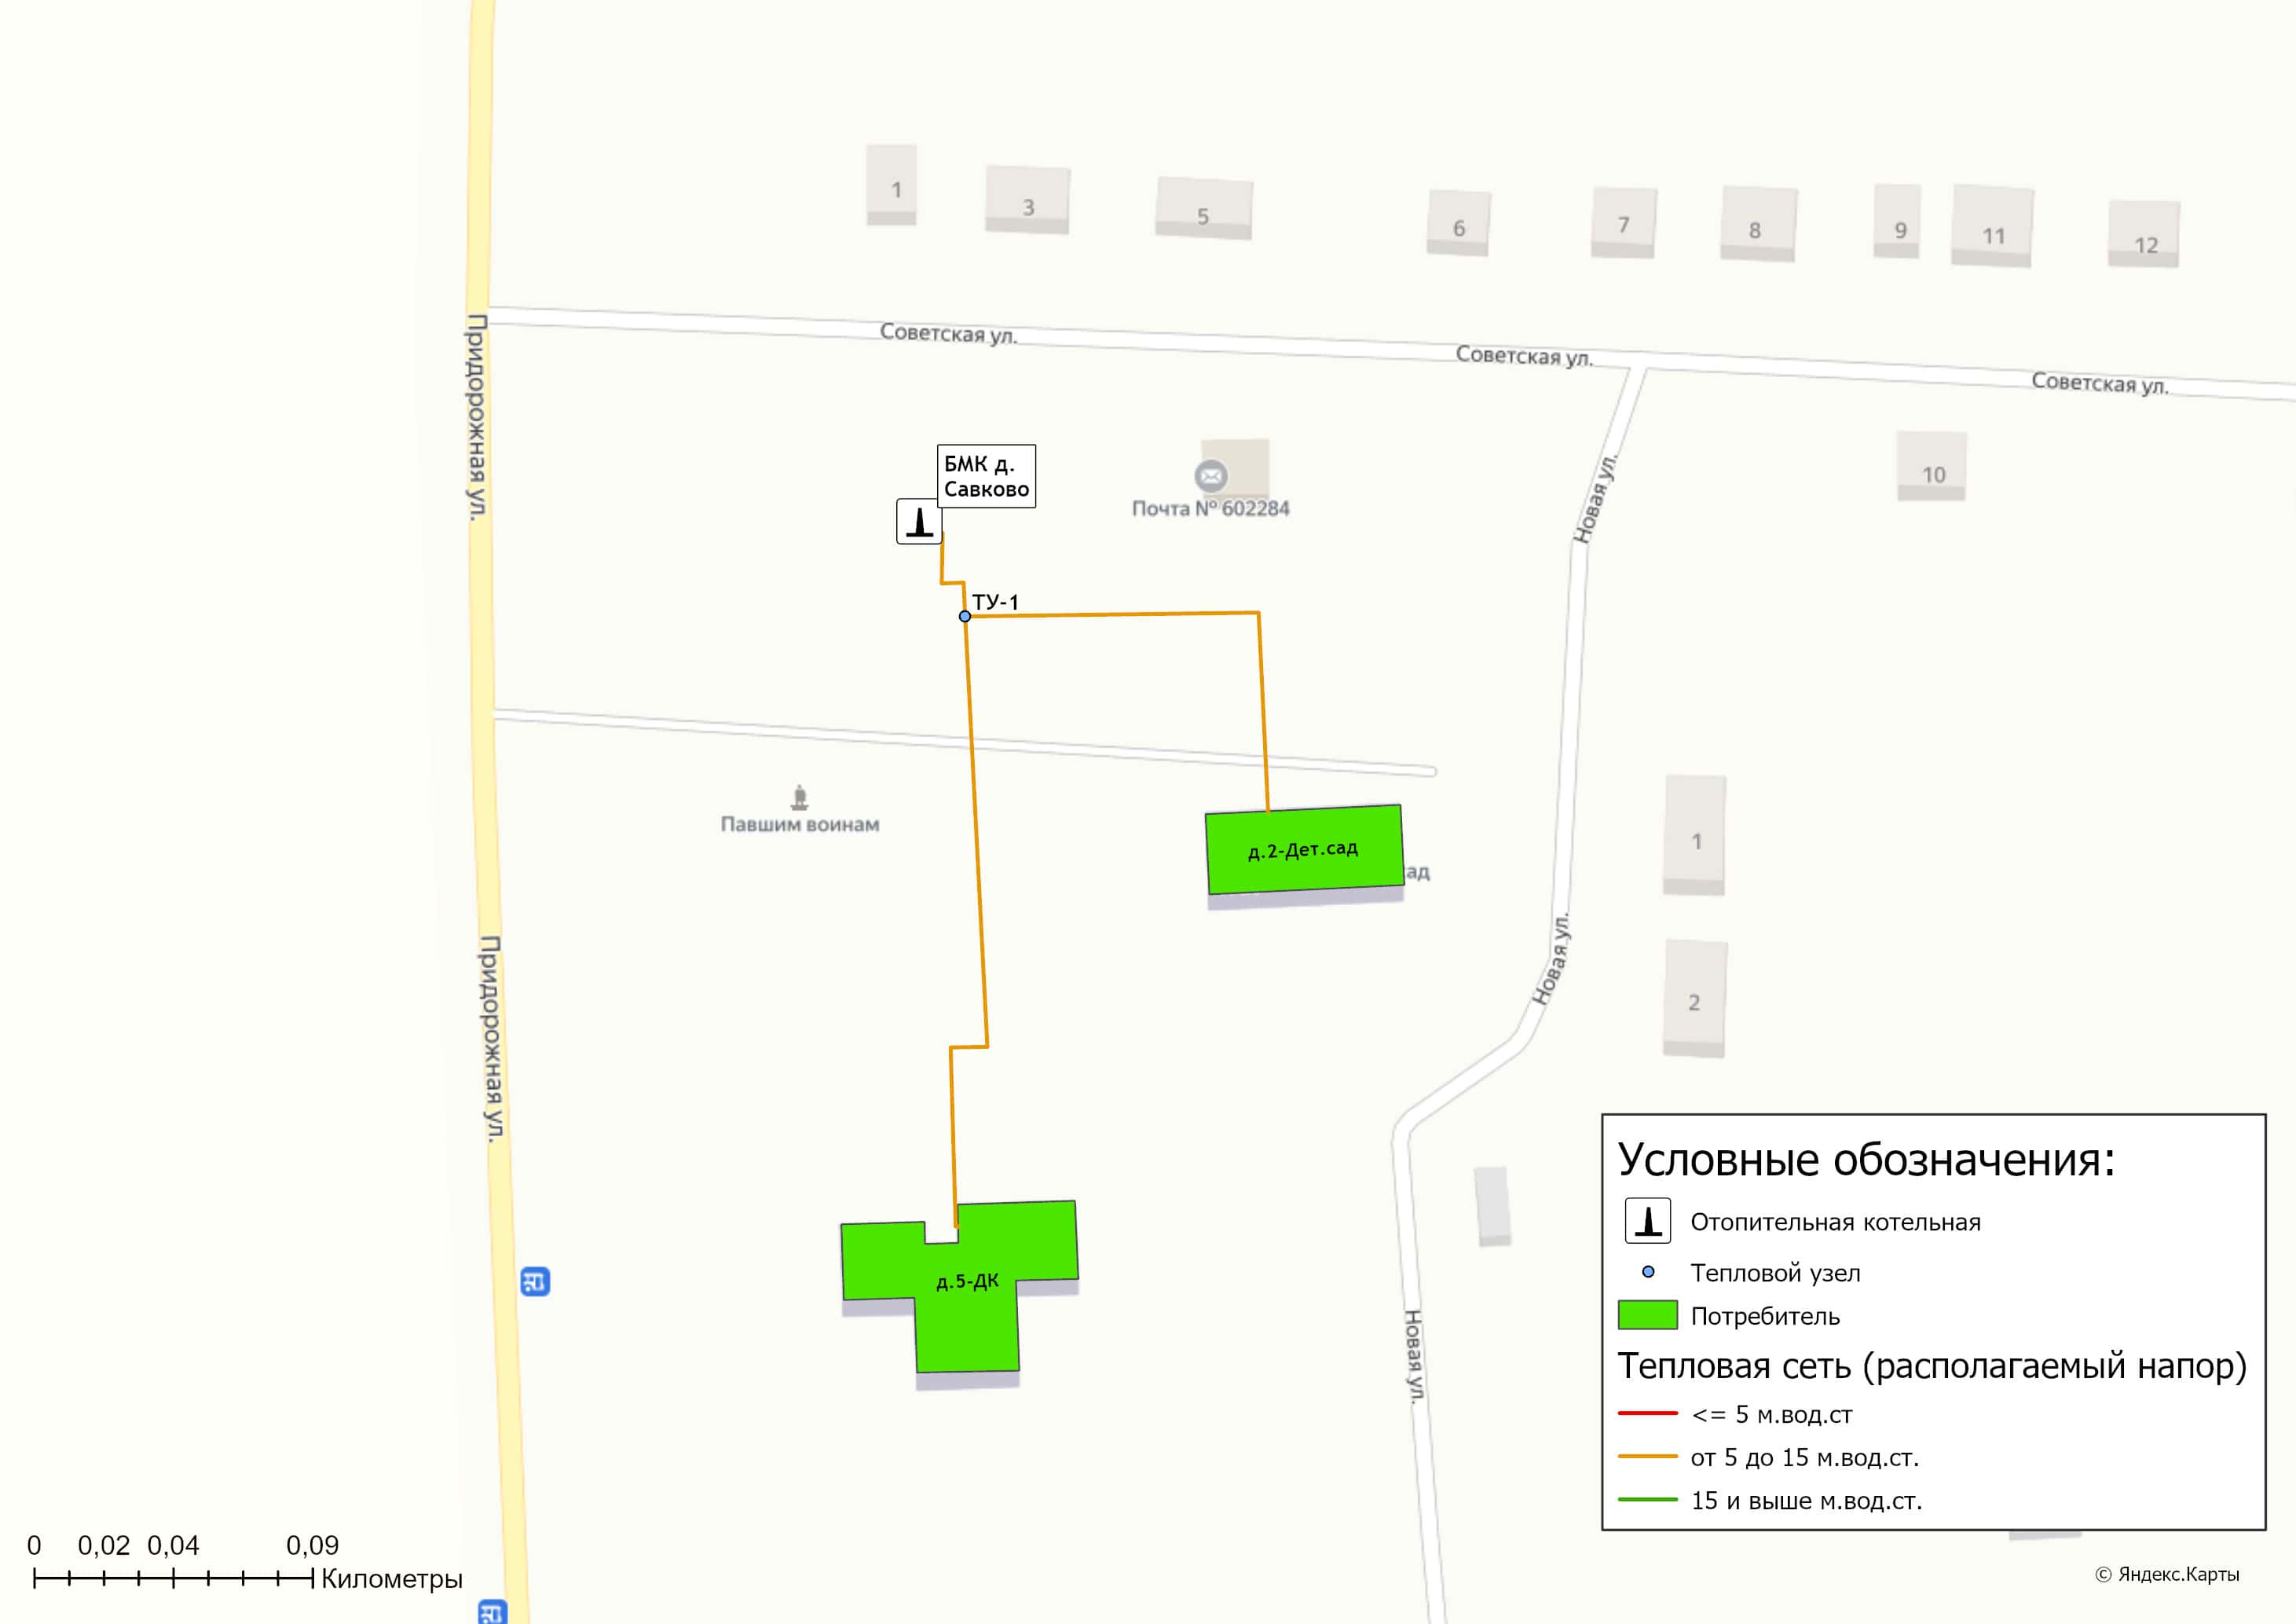 1
3
5
6
7
8
9
11
12
Советская ул.
Советская ул.
Советская ул.
Придорожная ул.
БМК д.
Савково
Почта № 602284
Новая ул.
10
ТУ-1
Павшим воинам
д.2-Дет.сад
ад
1
Придорожная ул.
Новая ул.
2
д.5-ДК
Новая ул.
Условные обозначения:
Отопительная котельная
Тепловой узел
Потребитель
Тепловая сеть (располагаемый напор)
<= 5 м.вод.ст
от 5 до 15 м.вод.ст.
15 и выше м.вод.ст.
0 0,02 0,04 0,09
Километры
© Яндекс.Карты